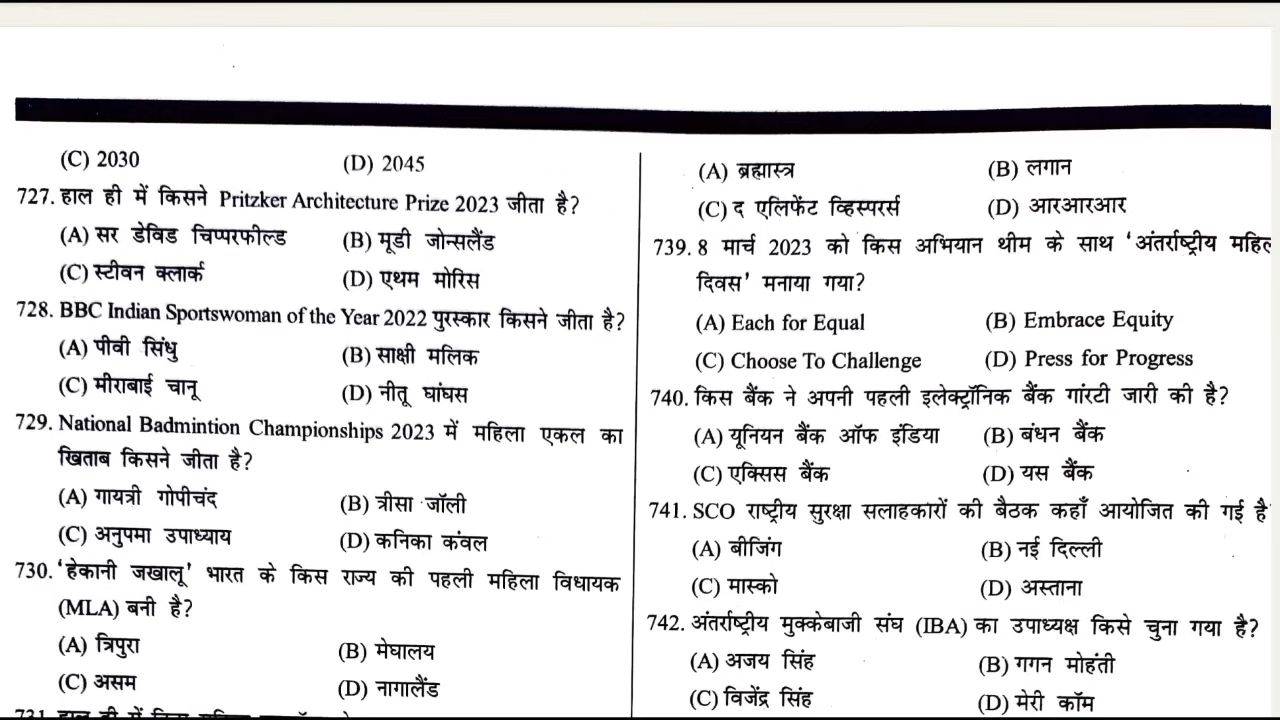 (C) 2030 (D) 2045
727. हाल ही में किसने Pritzker Architecture Prize 2023 जीता है?
(A) सर डेविड चिप्परफील्ड (B) मूडी जोन्सलैंड
(C) स्टीवन क्लार्क (D) एथम मोरिस
728. BBC Indian Sportswoman of the Year 2022 पुरस्कार किसने जीता है?
(A) पीवी सिंधु (B) साक्षी मलिक
(C) मीराबाई चानू (D) नीतू घांघस
729. National Badmintion Championships 2023 में महिला एकल का
खिताब किसने जीता है?
(A) गायत्री गोपीचंद (B) त्रीसा जॉली
(C) अनुपमा उपाध्याय (D) कनिका कंवल
730. 'हेकानी जखालू' भारत के किस राज्य की पहली महिला विधायक
(MLA) बनी है?
(A) त्रिपुरा (B) मेघालय
(C) असम (D) नागालैंड
731. हाल ही में किस
(A) ब्रह्मास्त्र (B) लगान
(C) द एलिफेंट व्हिस्परर्स (D) आरआरआर
739. 8 मार्च 2023 को किस अभियान थीम के साथ 'अंतर्राष्ट्रीय महिल
दिवस' मनाया गया?
(A) Each for Equal (B) Embrace Equity
(C) Choose To Challenge (D) Press for Progress
740. किस बैंक ने अपनी पहली इलेक्ट्रॉनिक बैंक गांरटी जारी की है?
(A) यूनियन बैंक ऑफ इंडिया (B) बंधन बैंक
(C) एक्सिस बैंक (D) यस बैंक
741. SCO राष्ट्रीय सुरक्षा सलाहकारों की बैठक कहाँ आयोजित की गई है
(A) बीजिंग (B) नई दिल्ली
(C) मास्को (D) अस्ताना
742. अंतर्राष्ट्रीय मुक्केबाजी संघ (IBA) का उपाध्यक्ष किसे चुना गया है?
(A) अजय सिंह (B) गगन मोहंती
(C) विजेंद्र सिंह (D) मेरी कॉम